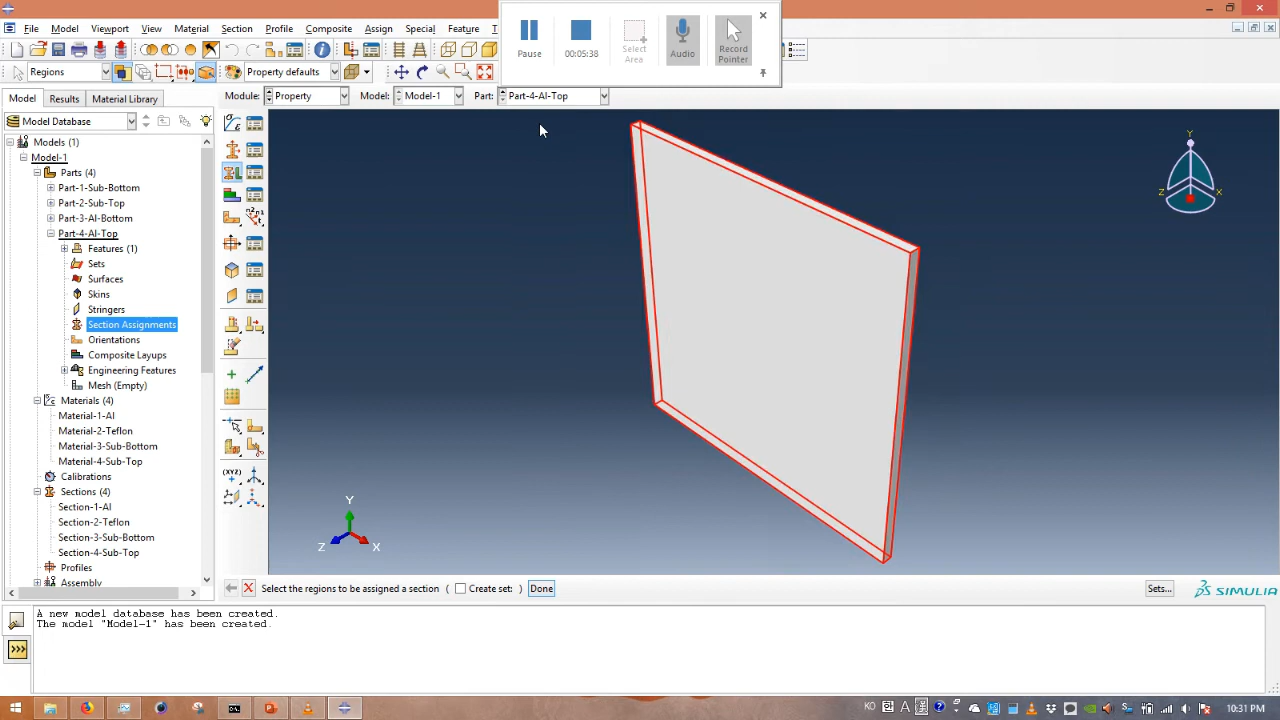 Pause
00:05:38
Select Area
Audio
Record Pointer
File Model Viewport View Material Section Profile Composite Assign Special Feature T
Regions
Property defaults
Model Results Material Library
Module: Property Model: Model-1 Part: Part-4-Al-Top
Model Database
Models (1)
Model-1
Parts (4)
Part-1-Sub-Bottom
Part-2-Sub-Top
Part-3-Al-Bottom
Part-4-Al-Top
Features (1)
Sets
Surfaces
Skins
Stringers
Section Assignments
Orientations
Composite Layups
Engineering Features
Mesh (Empty)
Materials (4)
Material-1-Al
Material-2-Teflon
Material-3-Sub-Bottom
Material-4-Sub-Top
Calibrations
Sections (4)
Section-1-Al
Section-2-Teflon
Section-3-Sub-Bottom
Section-4-Sub-Top
Profiles
Assembly
(XYZ)
Y
Z X
Y
Z X
Select the regions to be assigned a section ( Create set: ) Done
Sets...
SIMULIA
A new model database has been created.
The model "Model-1" has been created.
>>>
KO A
10:31 PM